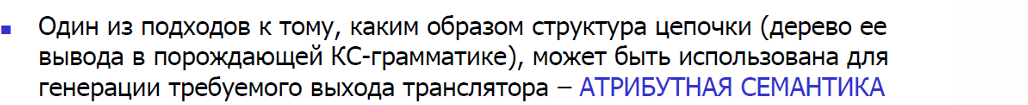 Один из подходов к тому, каким образом структура цепочки (дерево ее
вывода в порождающей КС-грамматике), может быть использована для
генерации требуемого выхода транслятора – АТРИБУТНАЯ СЕМАНТИКА